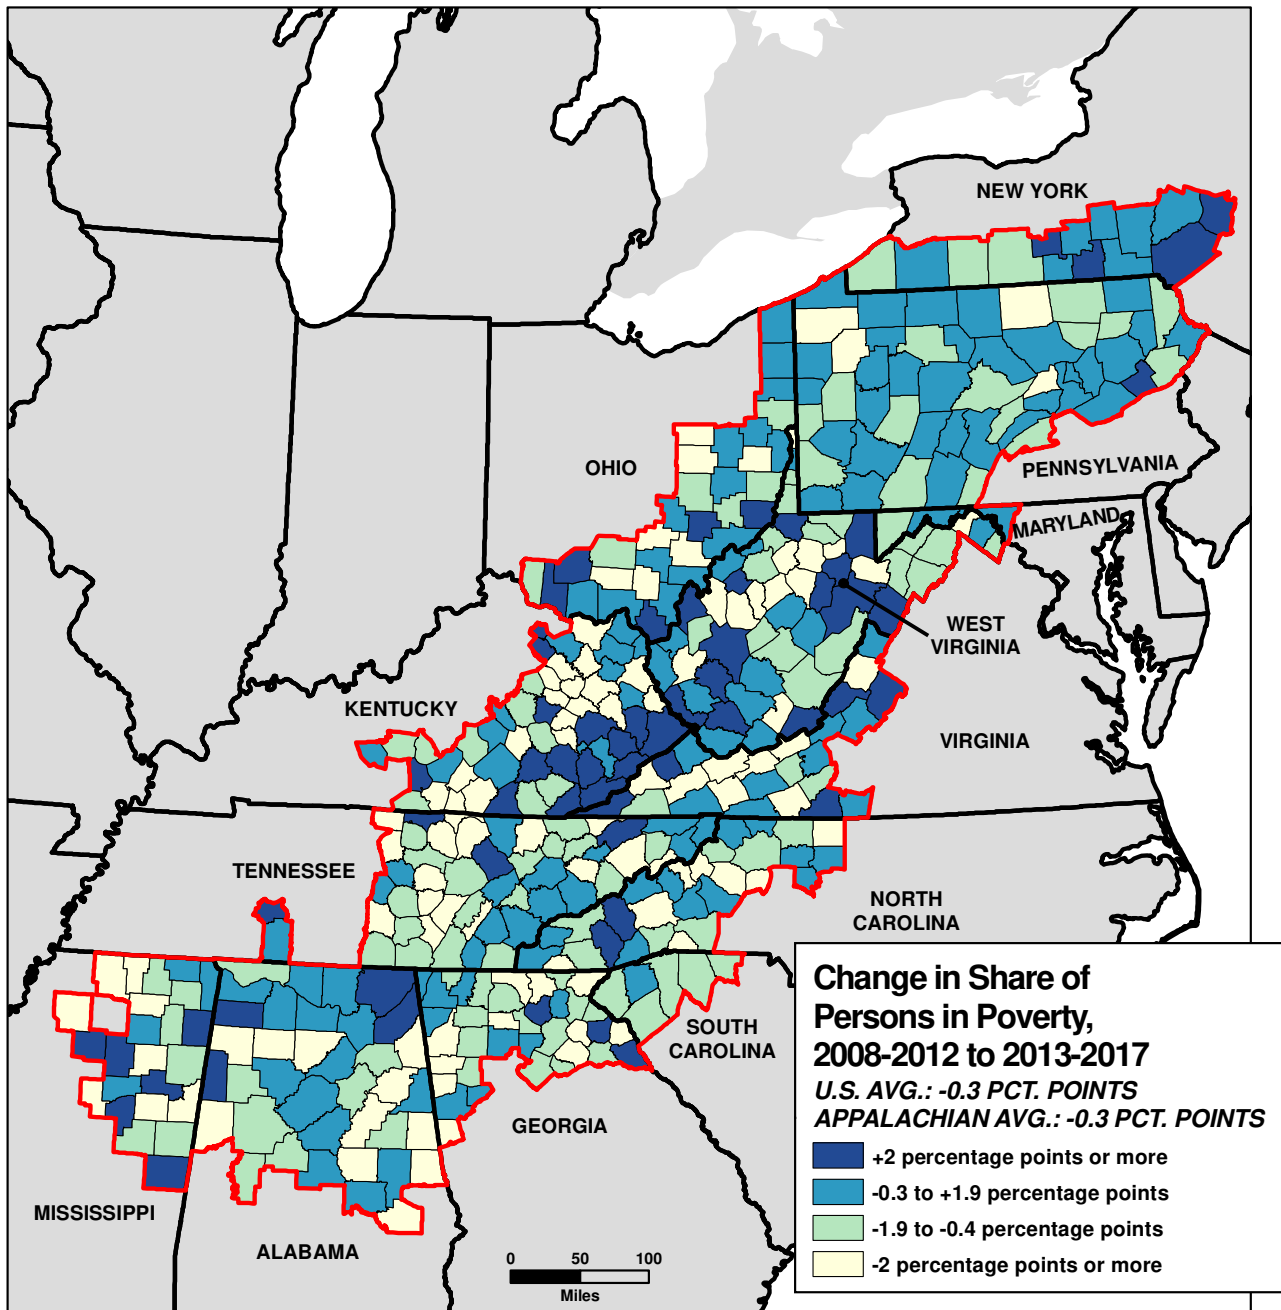 NEW YORK
OHIO
PENNSYLVANIA
MARYLAND
WEST
VIRGINIA
KENTUCKY
VIRGINIA
TENNESSEE
NORTH
CAROLINA
SOUTH
CAROLINA
GEORGIA
MISSISSIPPI
ALABAMA
0 50 100
Miles
Change in Share of
Persons in Poverty,
2008-2012 to 2013-2017
U.S. AVG.: -0.3 PCT. POINTS
APPALACHIAN AVG.: -0.3 PCT. POINTS
+2 percentage points or more
-0.3 to +1.9 percentage points
-1.9 to -0.4 percentage points
-2 percentage points or more